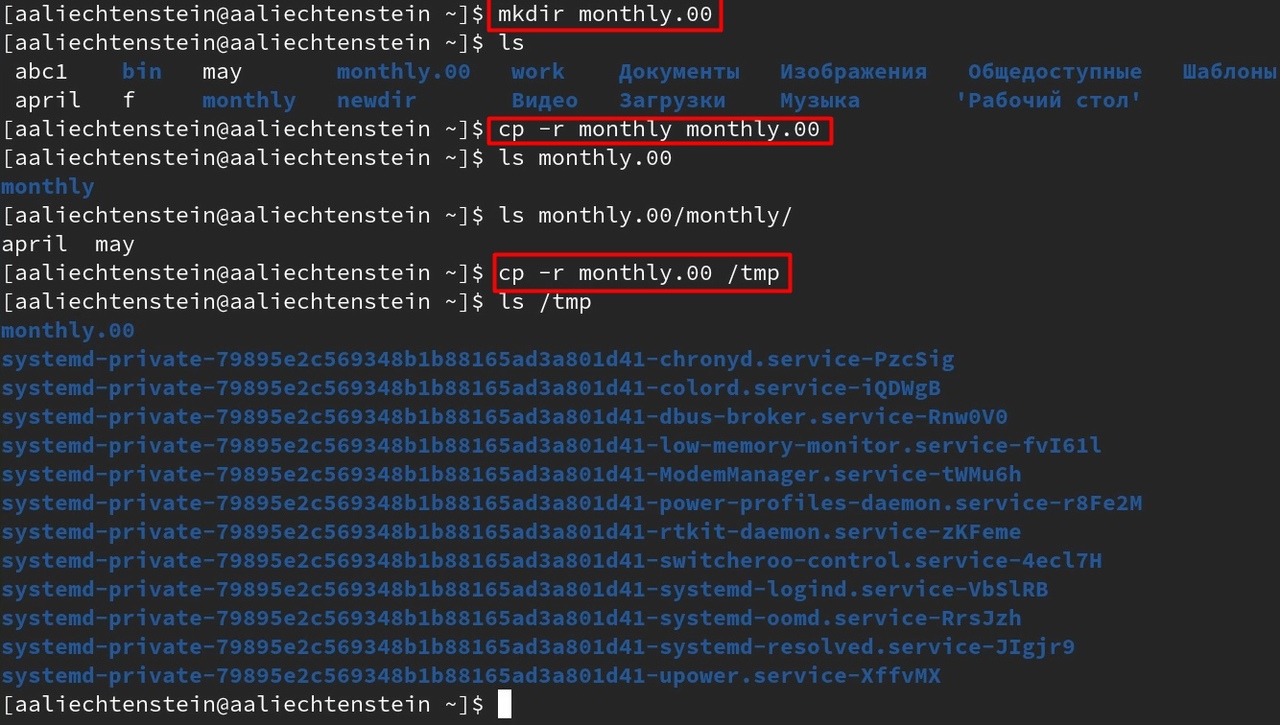 [aaliechtenstein@aaliechtenstein ~]$ mkdir monthly.00
[aaliechtenstein@aaliechtenstein ~]$ ls
abc1 bin may monthly.00 work Документы Изображения Общедоступные Шаблоны
april f monthly newdir Видео Загрузки Музыка 'Рабочий стол'
[aaliechtenstein@aaliechtenstein ~]$ cp -r monthly monthly.00
[aaliechtenstein@aaliechtenstein ~]$ ls monthly.00
monthly
[aaliechtenstein@aaliechtenstein ~]$ ls monthly.00/monthly/
april may
[aaliechtenstein@aaliechtenstein ~]$ cp -r monthly.00 /tmp
[aaliechtenstein@aaliechtenstein ~]$ ls /tmp
monthly.00
systemd-private-79895e2c569348b1b88165ad3a801d41-chronyd.service-PzcSig
systemd-private-79895e2c569348b1b88165ad3a801d41-colord.service-iQDWgB
systemd-private-79895e2c569348b1b88165ad3a801d41-dbus-broker.service-Rnw0V0
systemd-private-79895e2c569348b1b88165ad3a801d41-low-memory-monitor.service-fvI61l
systemd-private-79895e2c569348b1b88165ad3a801d41-ModemManager.service-tWMu6h
systemd-private-79895e2c569348b1b88165ad3a801d41-power-profiles-daemon.service-r8Fe2M
systemd-private-79895e2c569348b1b88165ad3a801d41-rtkit-daemon.service-zKFeme
systemd-private-79895e2c569348b1b88165ad3a801d41-switcheroo-control.service-4ecl7H
systemd-private-79895e2c569348b1b88165ad3a801d41-systemd-logind.service-VbSlRB
systemd-private-79895e2c569348b1b88165ad3a801d41-systemd-oomd.service-RrsJzh
systemd-private-79895e2c569348b1b88165ad3a801d41-systemd-resolved.service-JIgjr9
systemd-private-79895e2c569348b1b88165ad3a801d41-upower.service-XffvMX
[aaliechtenstein@aaliechtenstein ~]$